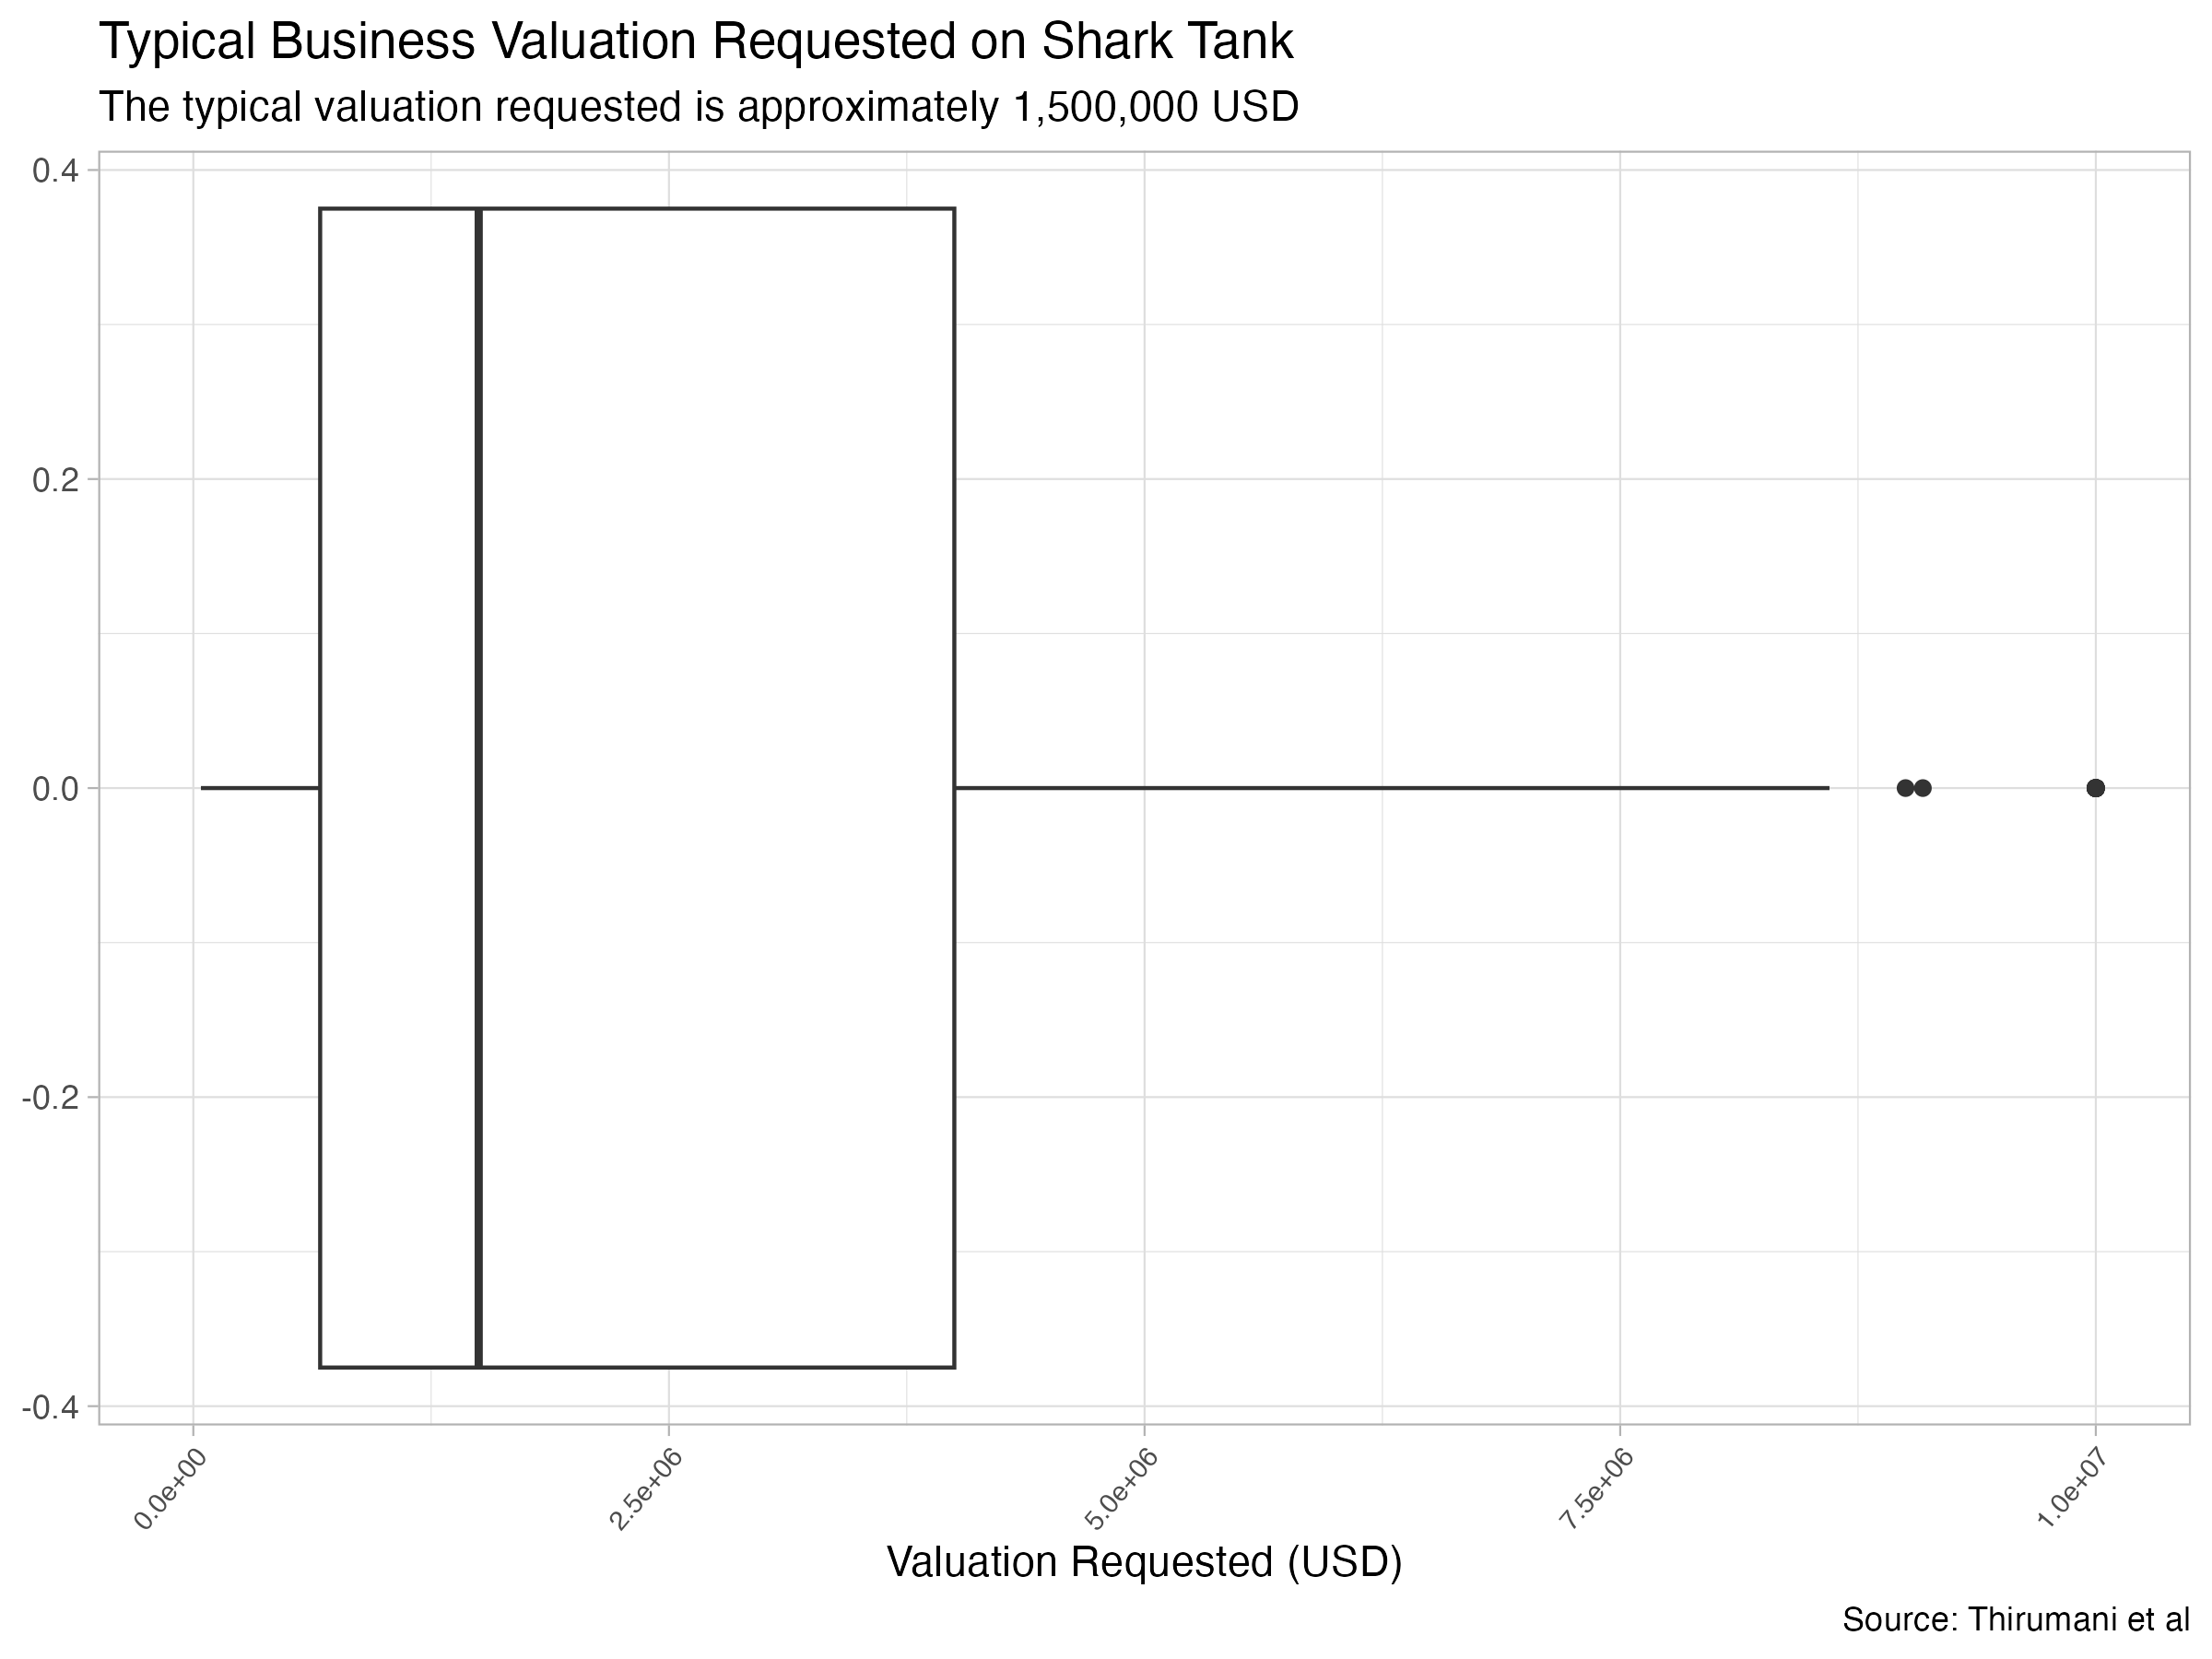 Typical Business Valuation Requested on Shark Tank
The typical valuation requested is approximately 1,500,000 USD
0.4
0.2
0.0
-0.2
-0.4
0.0e+00
2.5e+06
5.0e+06
7.5e+06
1.0e+07
Valuation Requested (USD)
Source: Thirumani et al